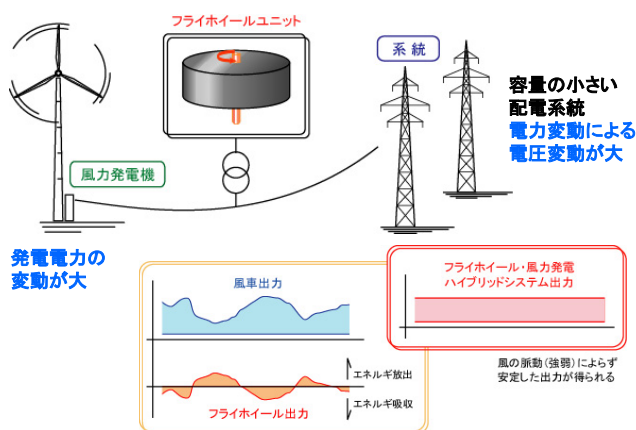 フライホイールユニット
系統
容量の小さい
配電系統
電力変動による
電圧変動が大
風力発電機
発電電力の
変動が大
風車出力
エネルギ放出
エネルギ吸収
フライホイール出力
フライホイール・風力発電
ハイブリッドシステム出力
風の脈動(強弱)によらず
安定した出力が得られる